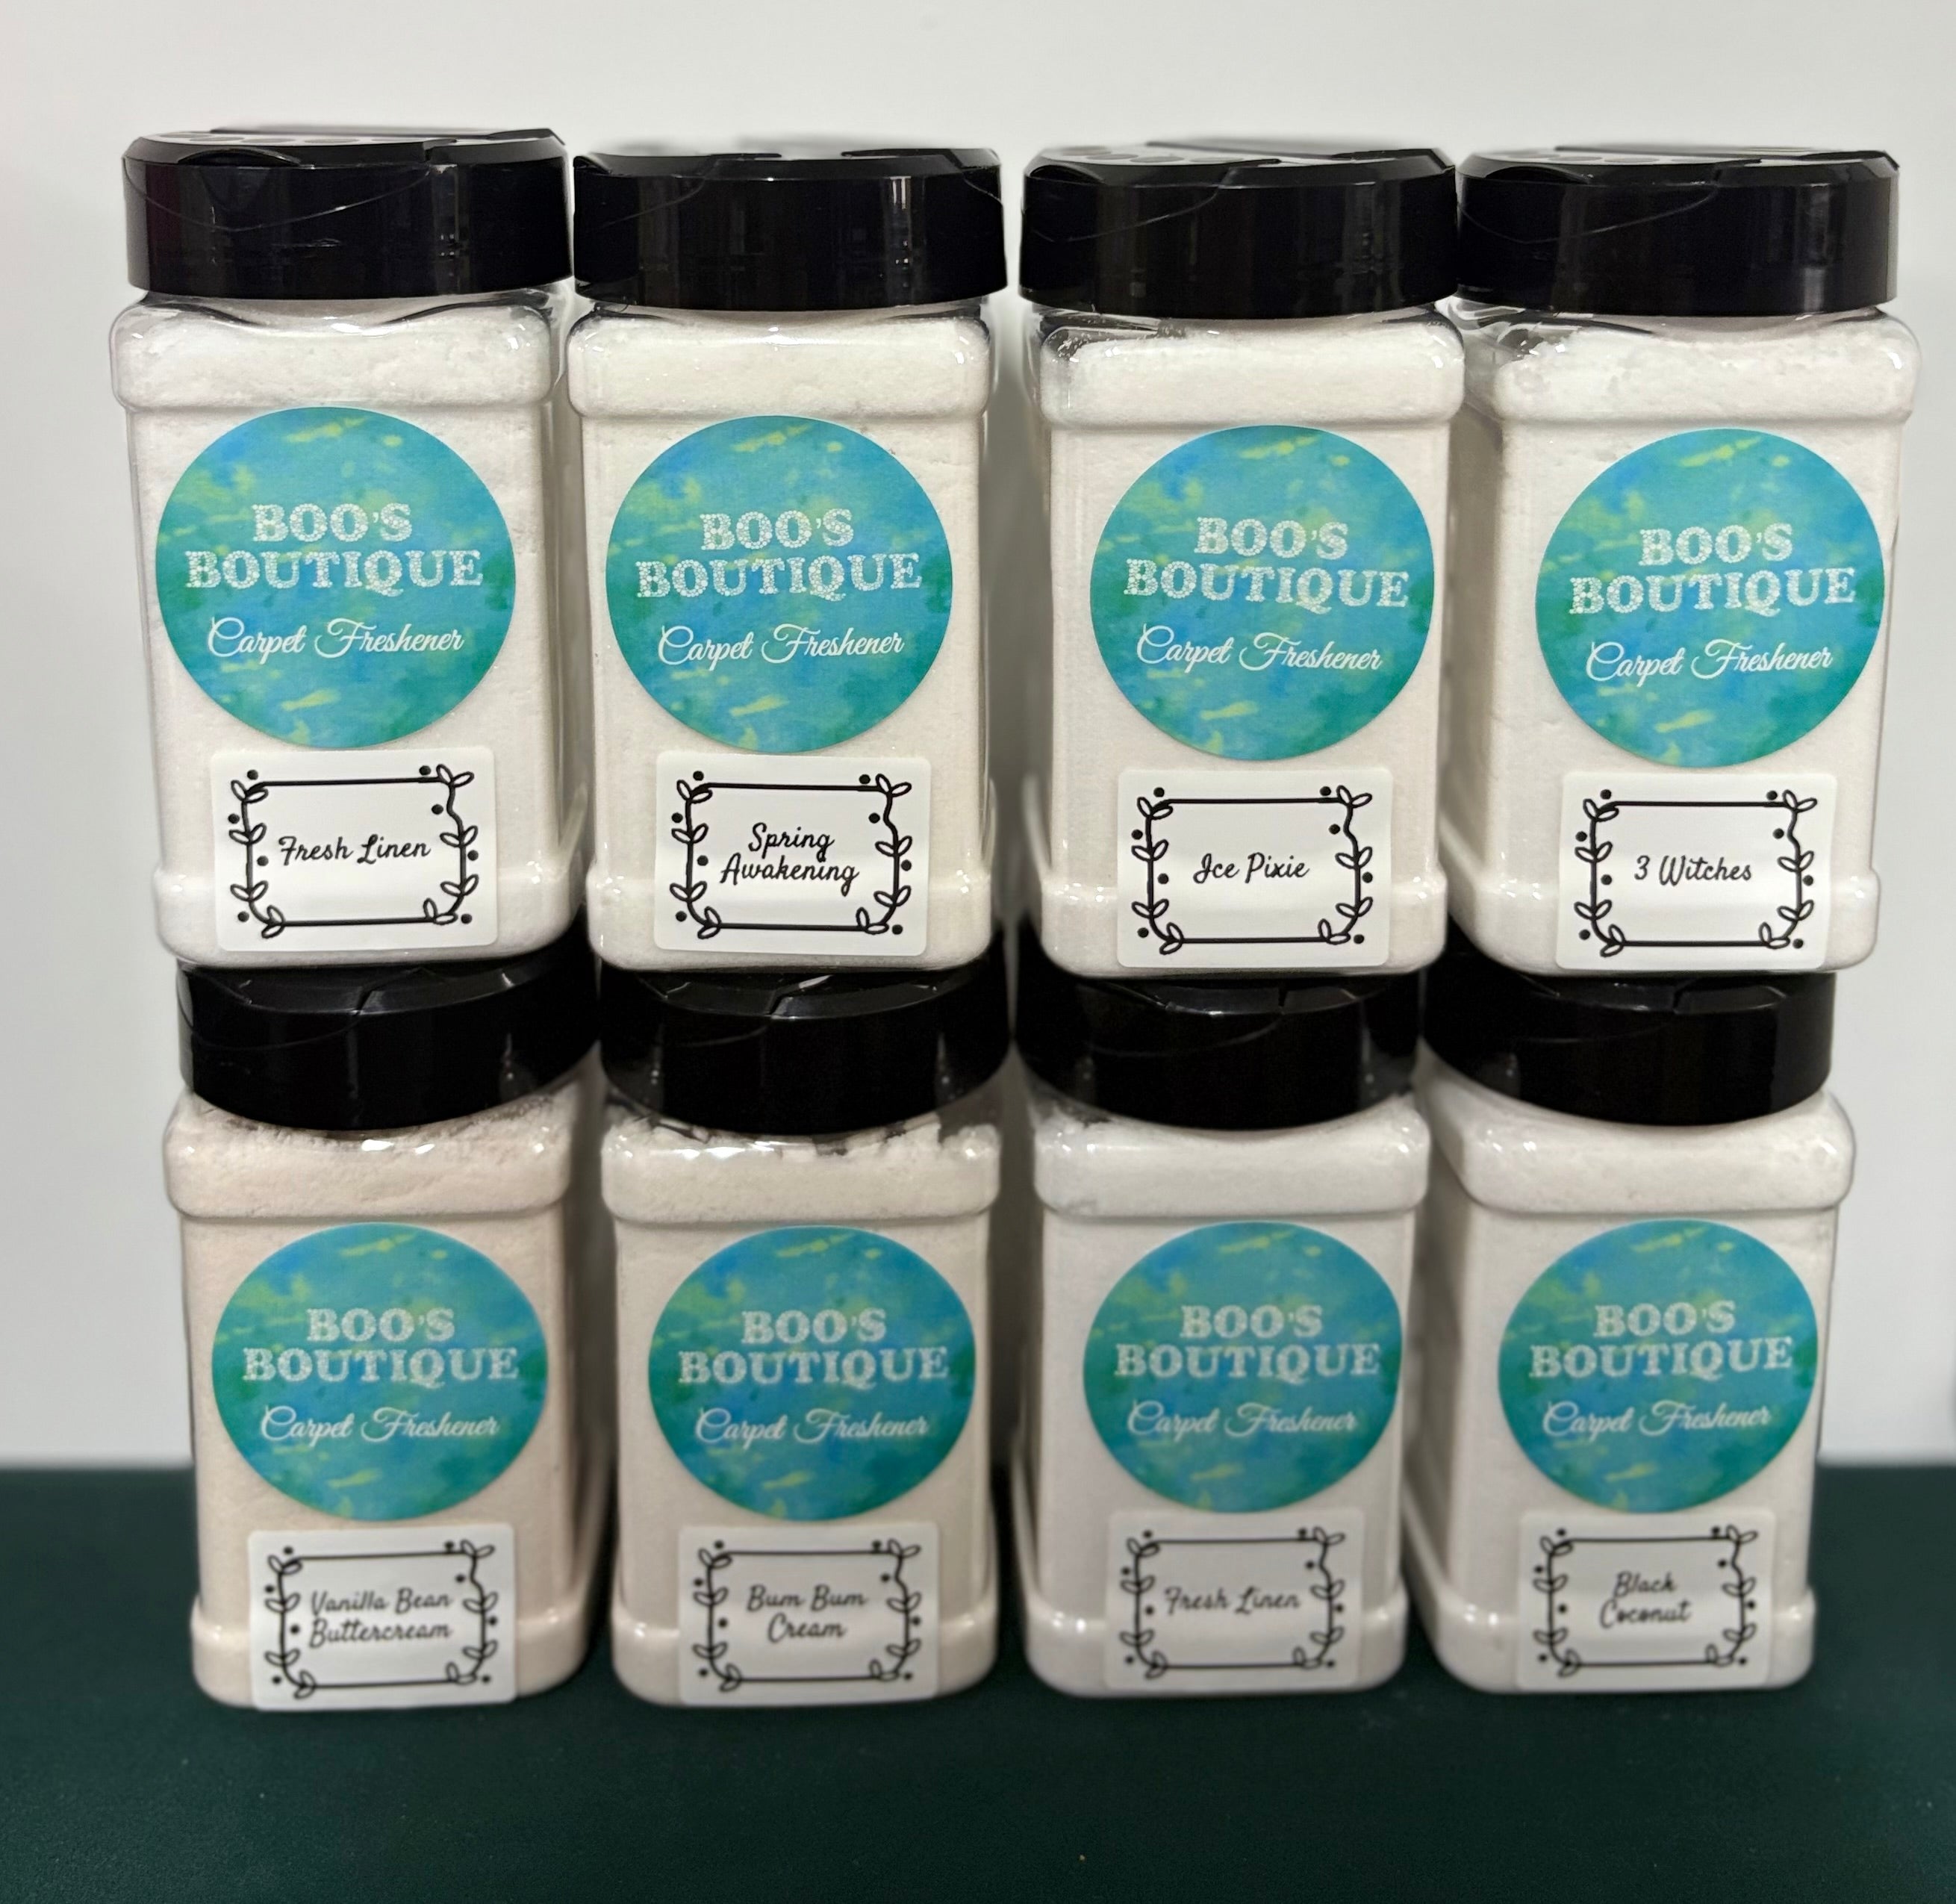 BOO'S
BOUTIQUE
Carpet Freshener
Fresh Linen
BOO'S
BOUTIQUE
Carpet Freshener
Spring
Awakening
BOO'S
BOUTIQUE
Carpet Freshener
Ice Pixie
BOO'S
BOUTIQUE
Carpet Freshener
3 Witches
BOO'S
BOUTIQUE
Carpet Freshener
Vanilla Bean
Buttercream
BOO'S
BOUTIQUE
Carpet Freshener
Bum Bum
Cream
BOO'S
BOUTIQUE
Carpet Freshener
Fresh Linen
BOO'S
BOUTIQUE
Carpet Freshener
Black
Coconut